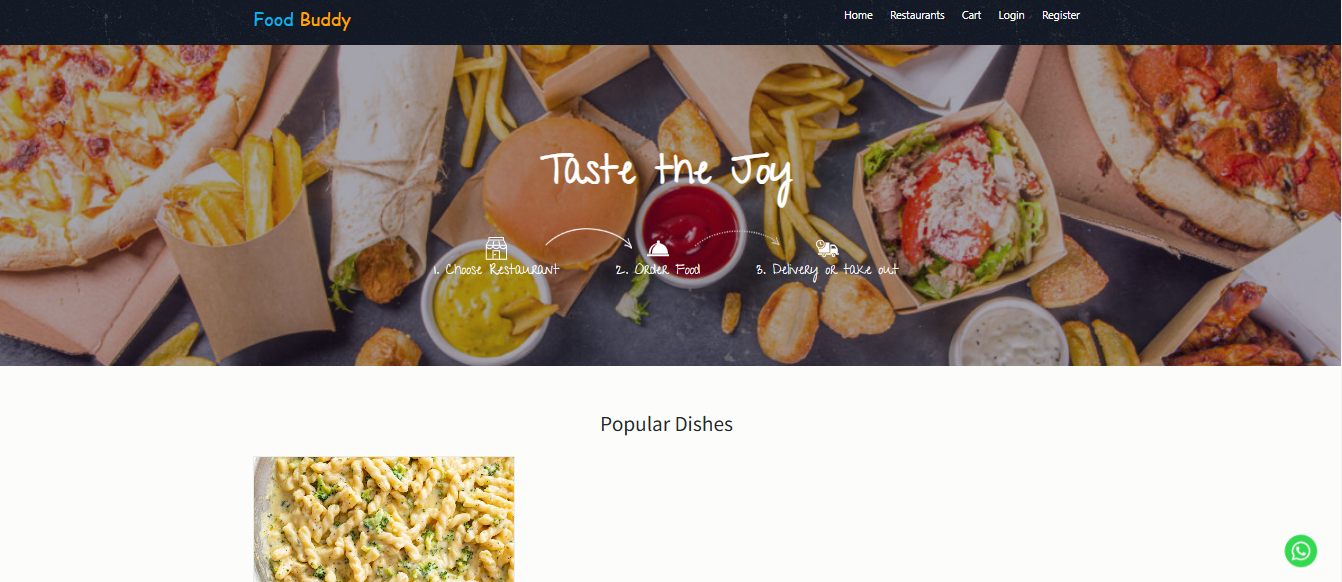 Food Buddy
Home Restaurants Cart Login Register
Taste the Joy
1. Choose Restaurant
2. Order Food
3. Delivery or take out
Popular Dishes